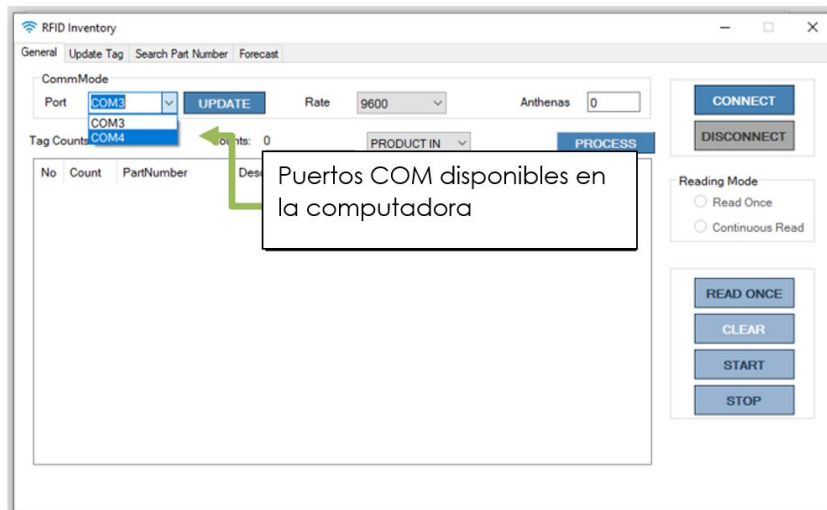 RFID Inventory
General Update Tag Search Part Number Forecast
CommMode
Port COM3 UPDATE Rate 9600 Anthenas 0
COM3
COM4
Tag Counts: 0 PRODUCT IN PROCESS
No Count PartNumber
Puertos COM disponibles en
la computadora
CONNECT
DISCONNECT
Reading Mode
Read Once
Continuous Read
READ ONCE
CLEAR
START
STOP